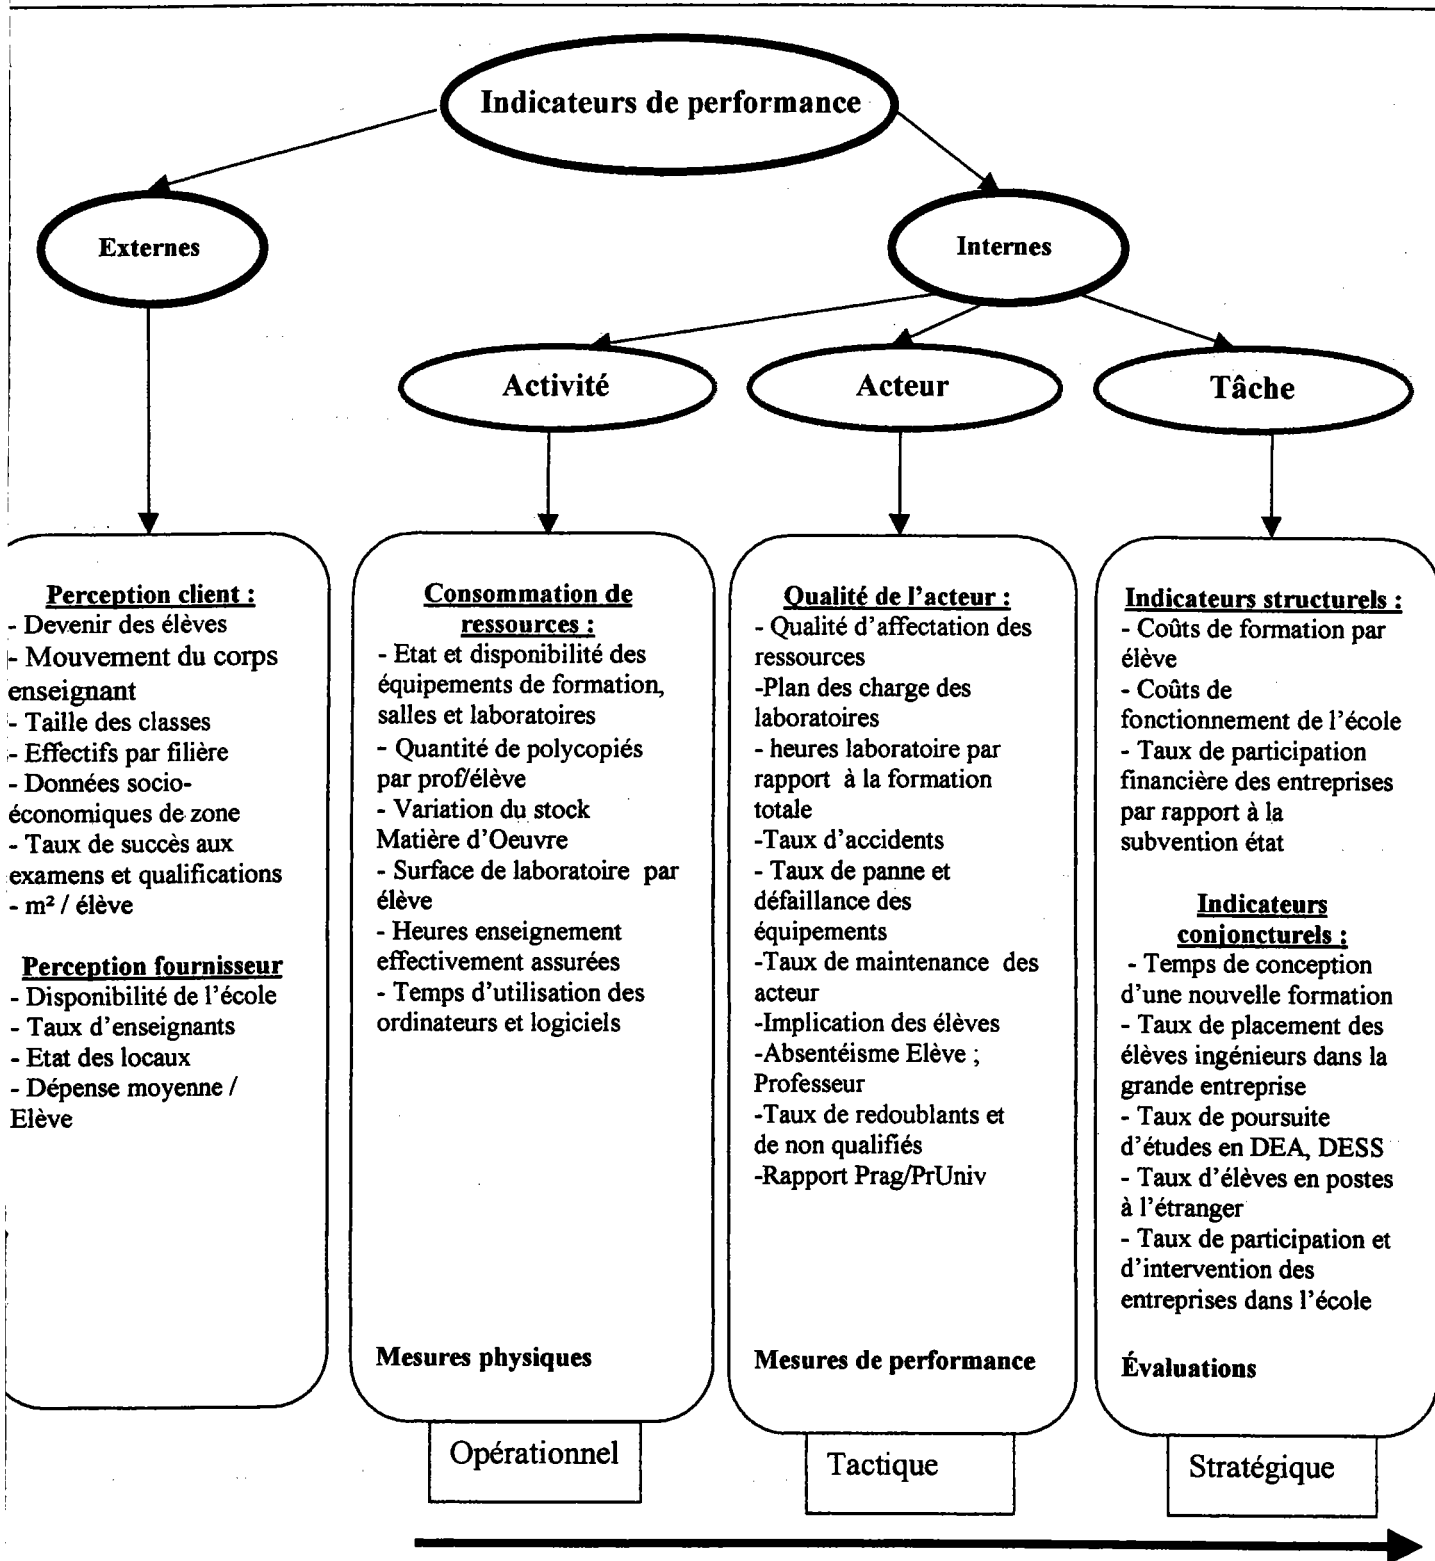 Indicateurs de performance
Externes
Internes
Activité
Acteur
Tâche
Perception client :
- Devenir des élèves
- Mouvement du corps
enseignant
- Taille des classes
- Effectifs par filière
- Données socio-
économiques de zone
- Taux de succès aux
examens et qualifications
- m² / élève
Perception fournisseur
- Disponibilité de l'école
- Taux d'enseignants
- Etat des locaux
- Dépense moyenne /
Elève
Consommation de
ressources :
- Etat et disponibilité des
équipements de formation,
salles et laboratoires
- Quantité de polycopiés
par prof/élève
- Variation du stock
Matière d'Oeuvre
- Surface de laboratoire par
élève
- Heures enseignement
effectivement assurées
- Temps d'utilisation des
ordinateurs et logiciels
Mesures physiques
Qualité de l'acteur :
- Qualité d'affectation des
ressources
-Plan des charge des
laboratoires
- heures laboratoire par
rapport à la formation
totale
-Taux d'accidents
- Taux de panne et
défaillance des
équipements
-Taux de maintenance des
acteur
-Implication des élèves
-Absentéisme Elève ;
Professeur
-Taux de redoublants et
de non qualifiés
-Rapport Prag/PrUniv
Mesures de performance
Indicateurs structurels :
- Coûts de formation par
élève
- Coûts de
fonctionnement de l'école
- Taux de participation
financière des entreprises
par rapport à la
subvention état
Indicateurs
conjoncturels :
- Temps de conception
d'une nouvelle formation
- Taux de placement des
élèves ingénieurs dans la
grande entreprise
- Taux de poursuite
d'études en DEA, DESS
- Taux d'élèves en postes
à l'étranger
- Taux de participation et
d'intervention des
entreprises dans l'école
Évaluations
Opérationnel
Tactique
Stratégique